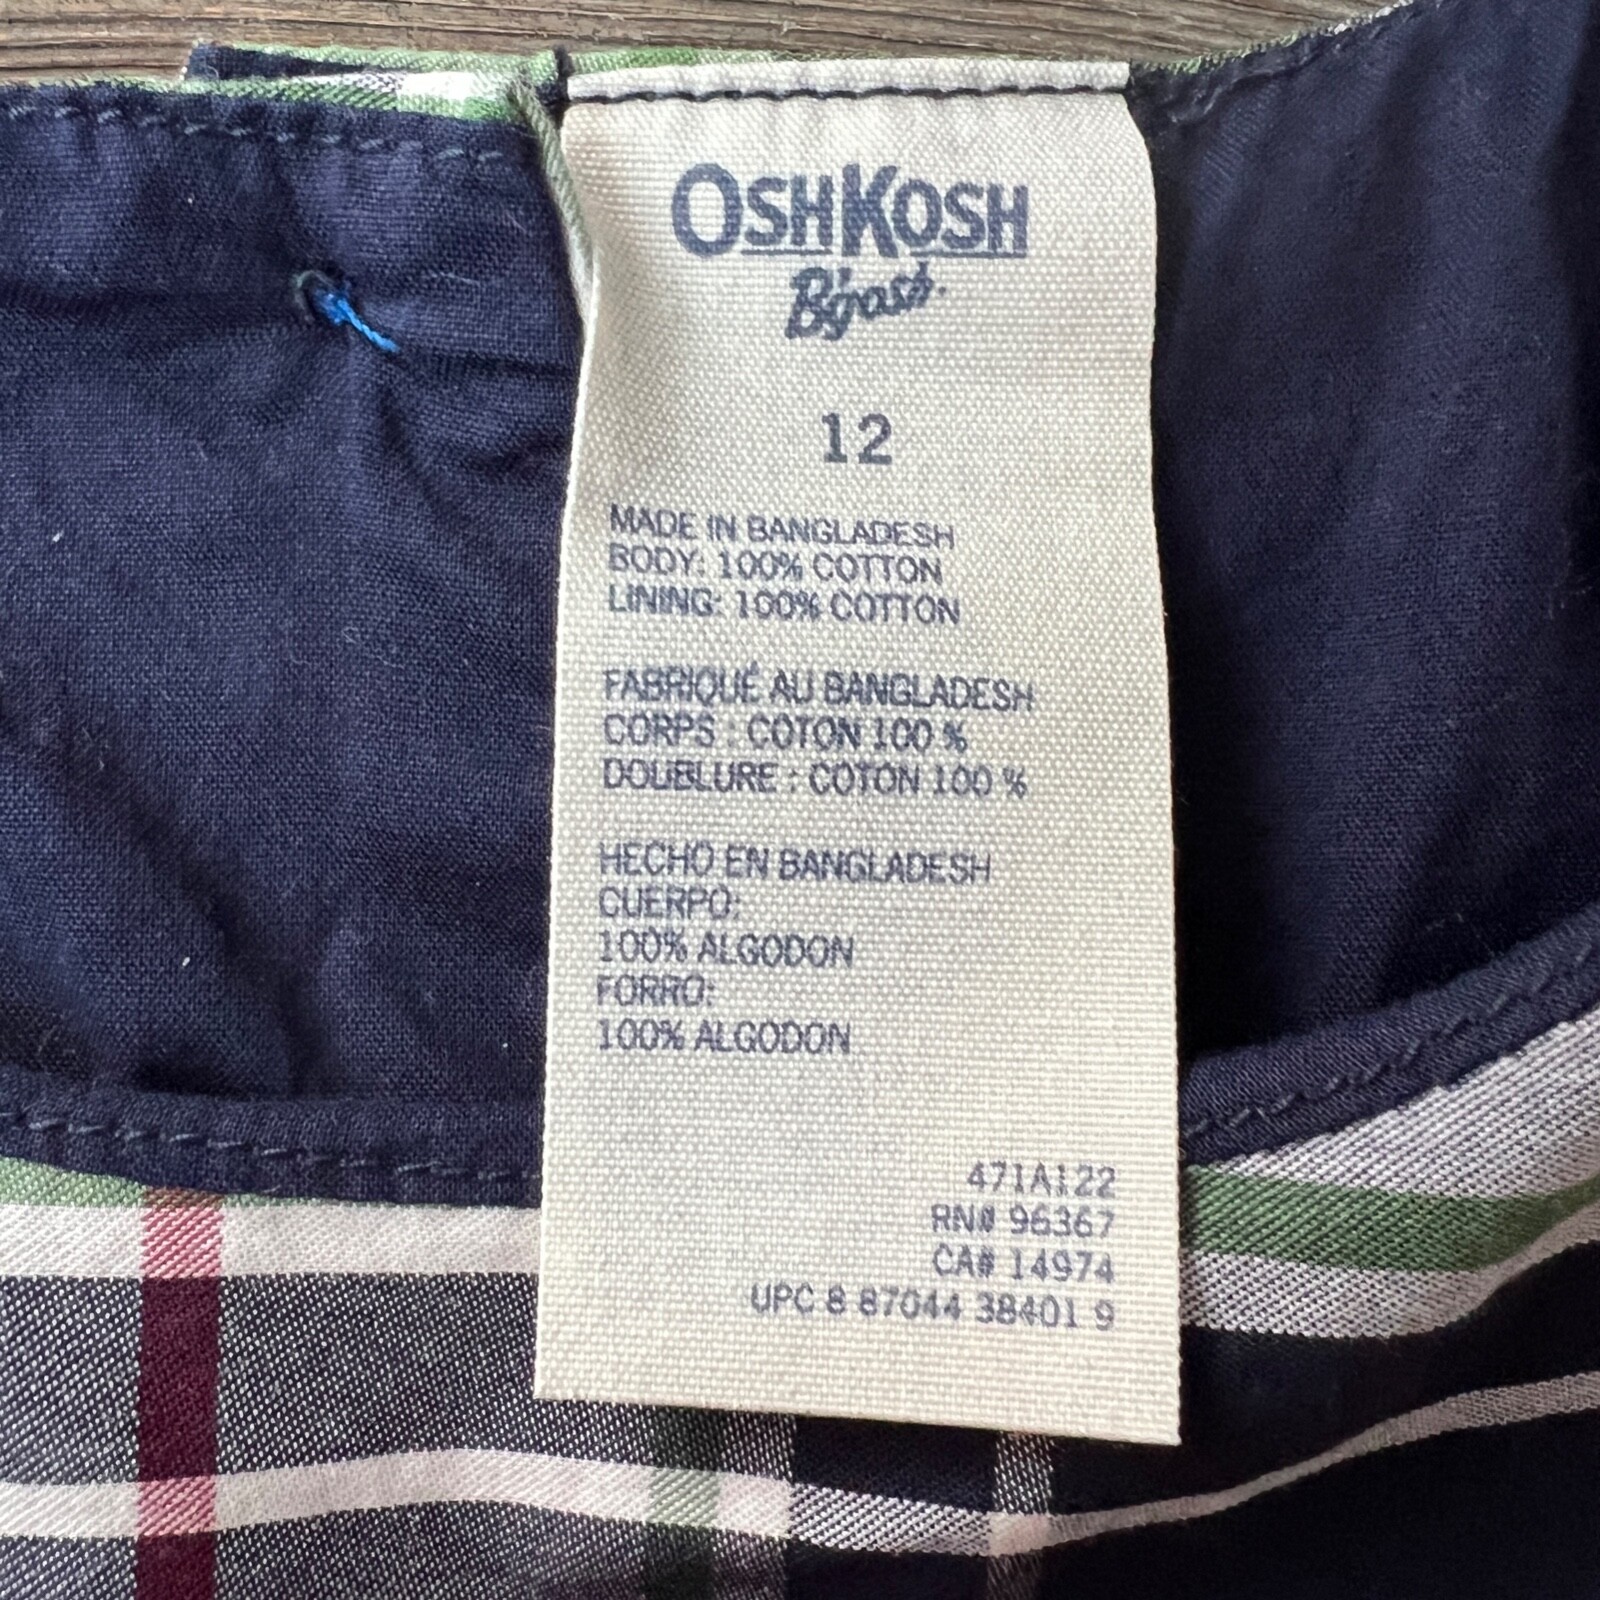 OSHKOSH
B'gosh.
12
MADE IN BANGLADESH
BODY: 100% COTTON
LINING: 100% COTTON
FABRIQUÉ AU BANGLADESH
CORPS : COTON 100 %
DOUBLURE : COTON 100 %
HECHO EN BANGLADESH
CUERPO:
100% ALGODON
FORRO:
100% ALGODON
471A122
RN# 96367
CA# 14974
UPC 8 87044 38401 9